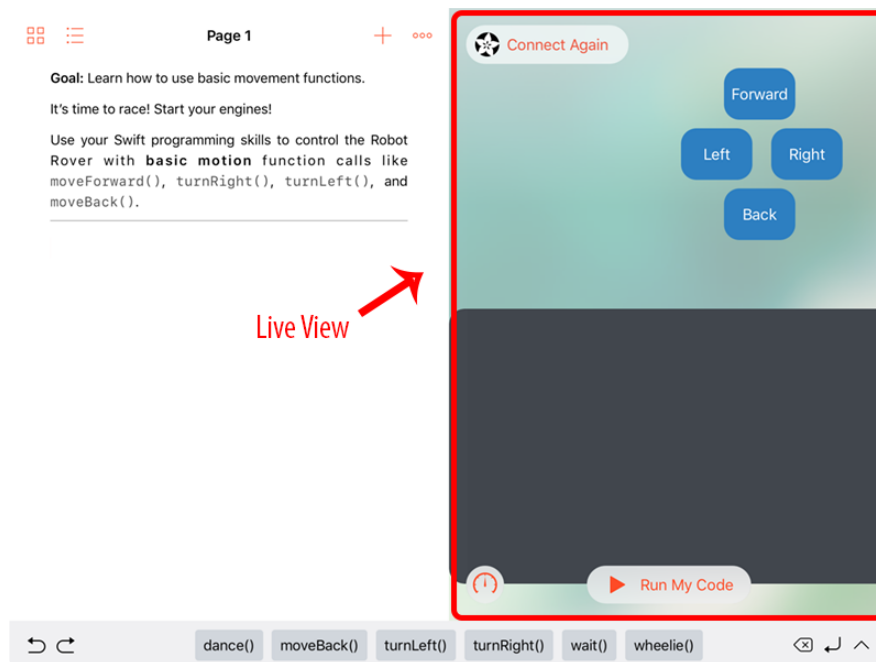 Page 1
Goal: Learn how to use basic movement functions.
It's time to race! Start your engines!
Use your Swift programming skills to control the Robot
Rover with basic motion function calls like
moveForward(), turnRight(), turnLeft(), and
moveBack().
Live View
Connect Again
Forward
Left Right
Back
Run My Code
dance() moveBack() turnLeft() turnRight() wait() wheelie()